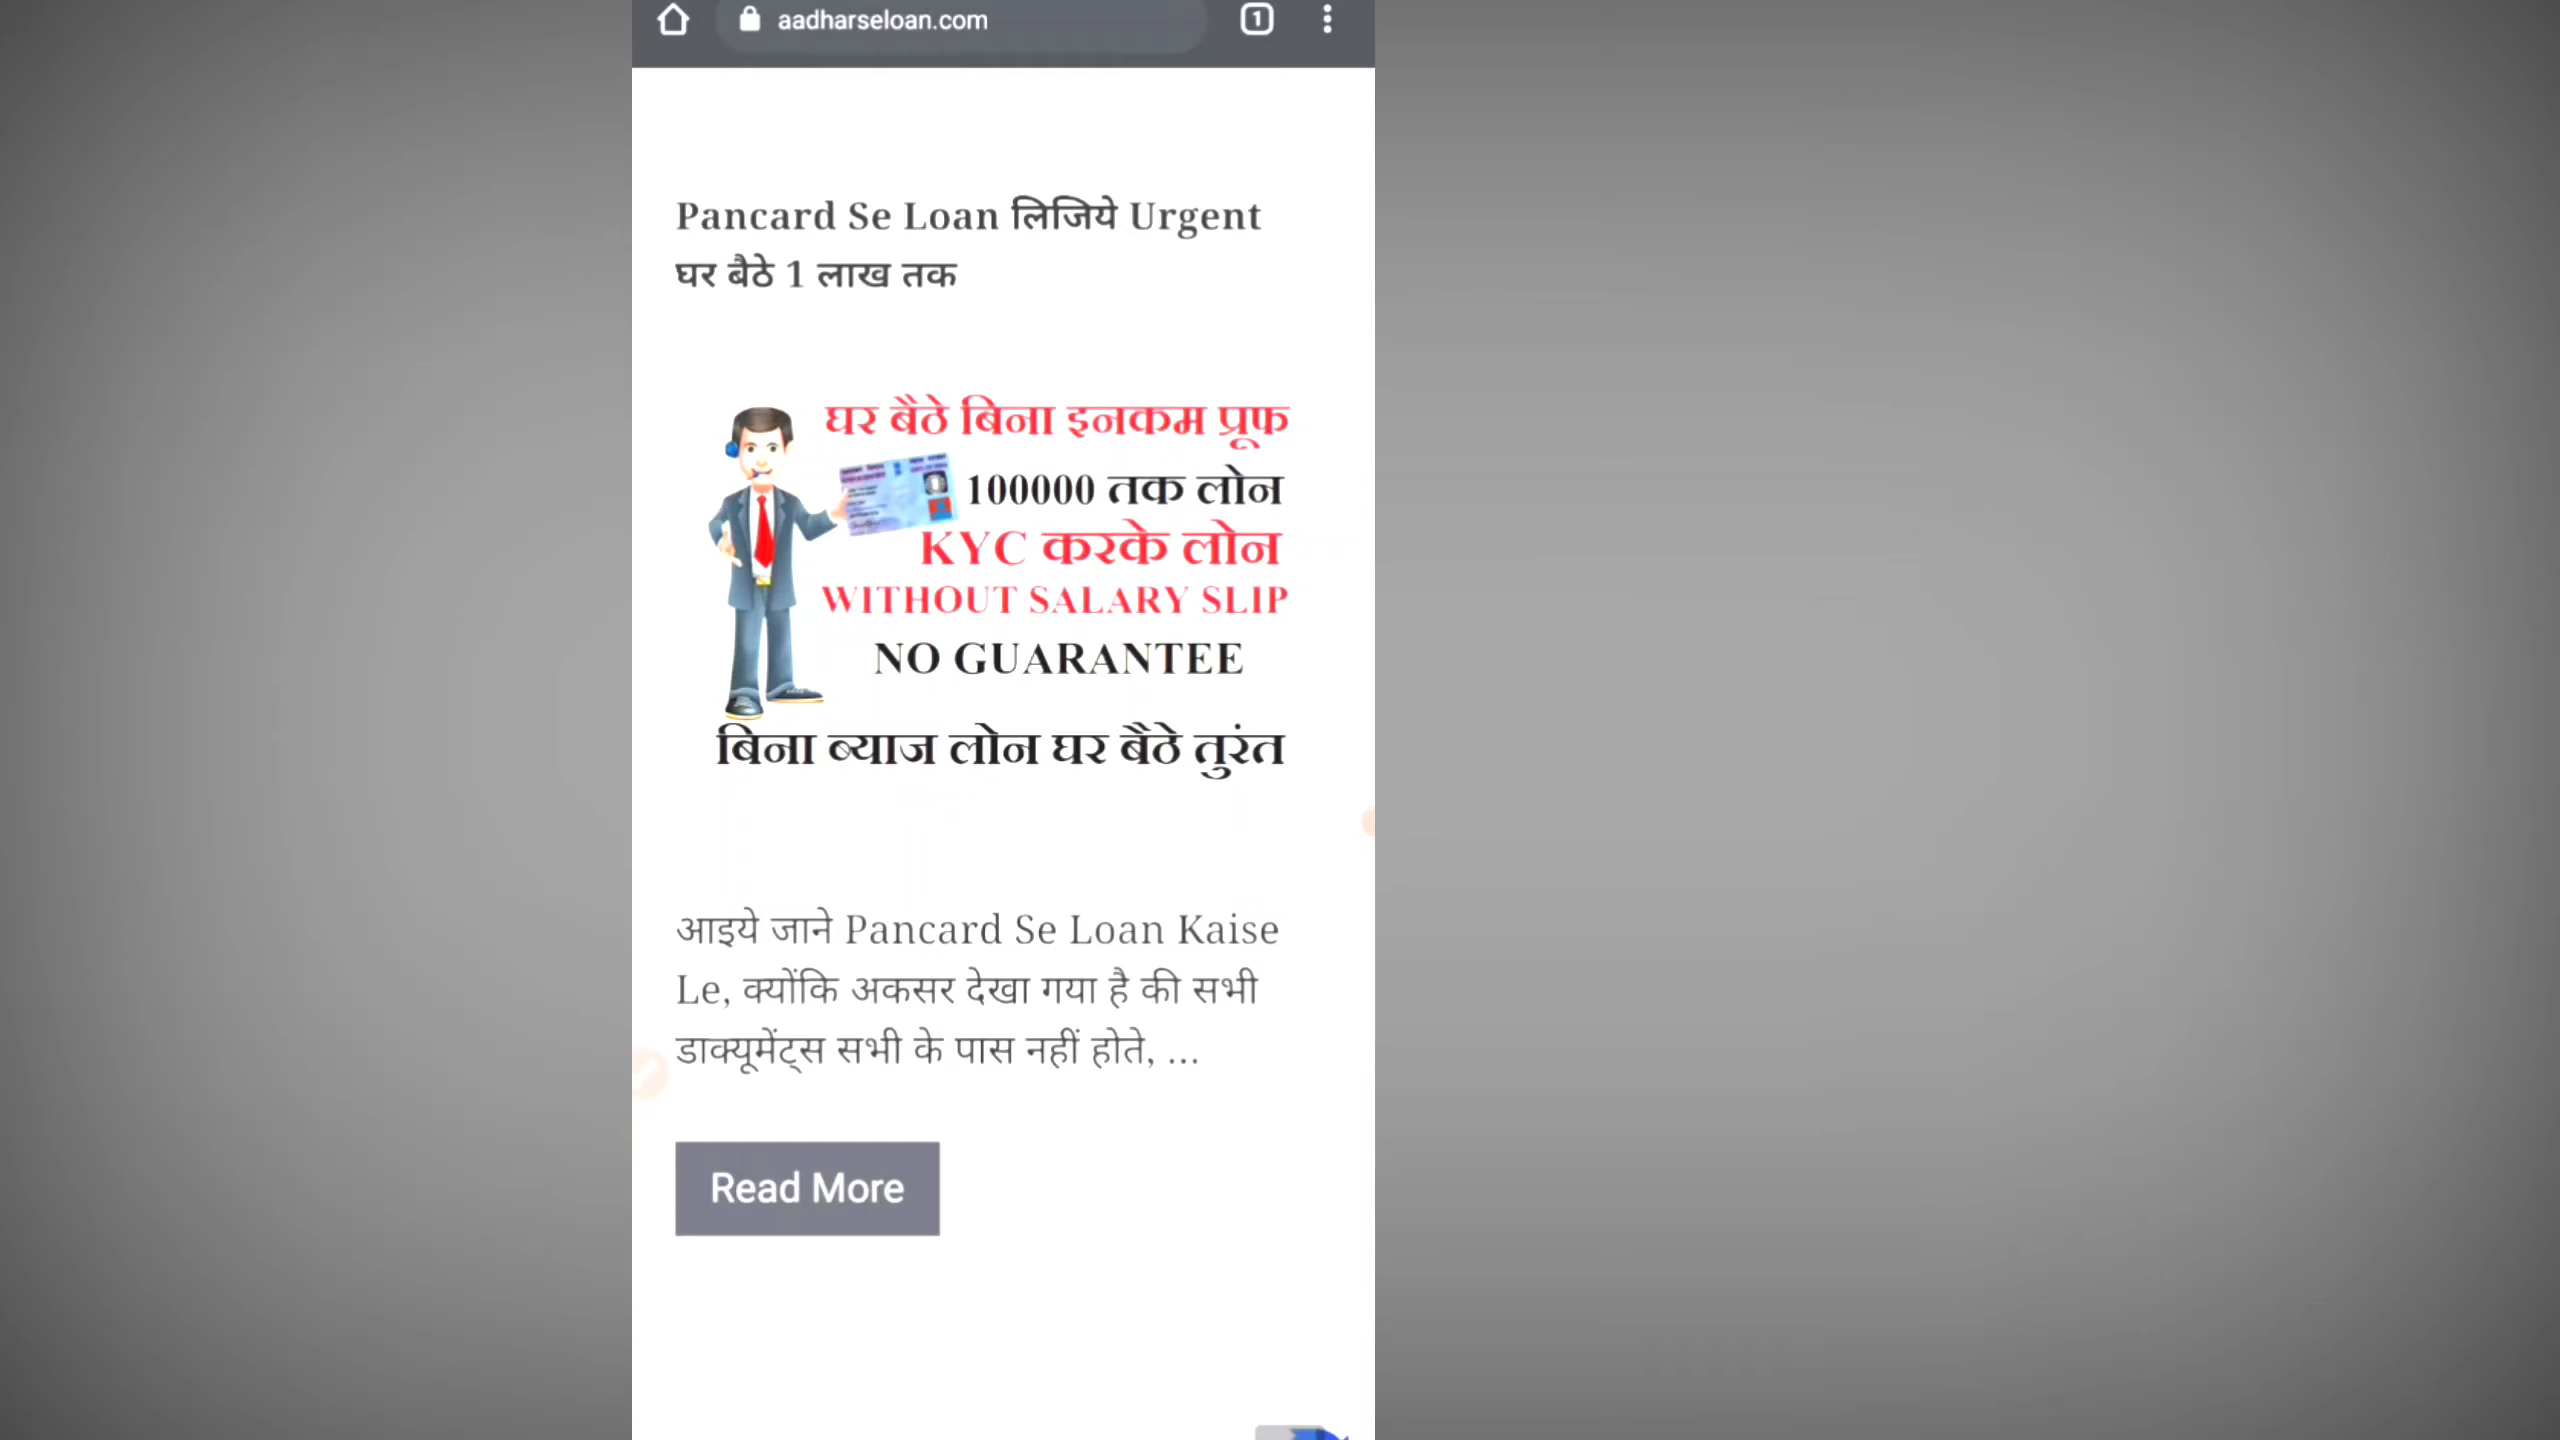 aadharseloan.com
1
Pancard Se Loan लिजिये Urgent
घर बैठे 1 लाख तक
घर बैठे बिना इनकम प्रूफ
100000 तक लोन
KYC करके लोन
WITHOUT SALARY SLIP
NO GUARANTEE
बिना ब्याज लोन घर बैठे तुरंत
आइये जाने Pancard Se Loan Kaise
Le, क्योंकि अकसर देखा गया है की सभी
डाक्यूमेंट्स सभी के पास नहीं होते, ...
Read More